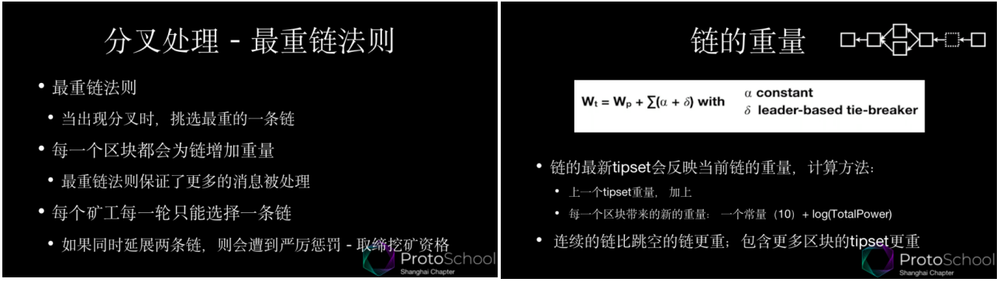 分叉处理 - 最重链法则
• 最重链法则
• 当出现分叉时，挑选最重的一条链
• 每一个区块都会为链增加重量
• 最重链法则保证了更多的消息被处理
• 每个矿工每一轮只能选择一条链
• 如果同时延展两条链，则会遭到严厉惩罚 - 取缔挖矿资格
ProtoSchool
Shanghai Chapter
链的重量
Wt = Wp + ∑(α + δ) with
α constant
δ leader-based tie-breaker
• 链的最新tipset会反映当前链的重量，计算方法：
• 上一个tipset重量， 加上
• 每一个区块带来的新的重量： 一个常量（10）+ log(TotalPower)
• 连续的链比跳空的链更重；包含更多区块的tipset更重
ProtoSchool
Shanghai Chapter